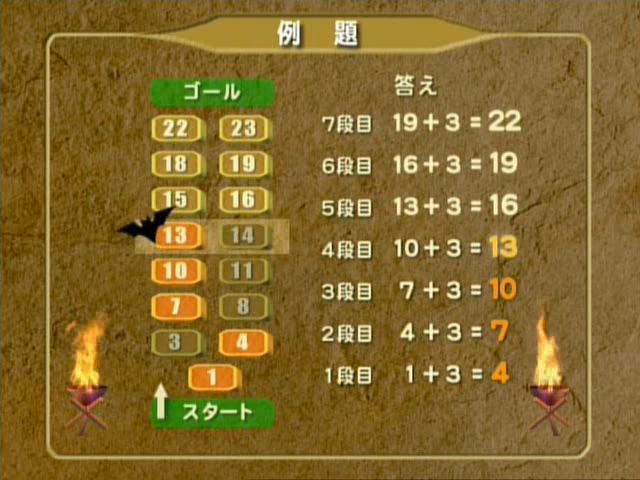 例 題
ゴール
22 23
18 19
15 16
13 14
10 11
7 8
3 4
1
スタート
答え
7段目 19+3=22
6段目 16+3=19
5段目 13+3=16
4段目 10+3=13
3段目 7+3=10
2段目 4+3=7
1段目 1+3=4